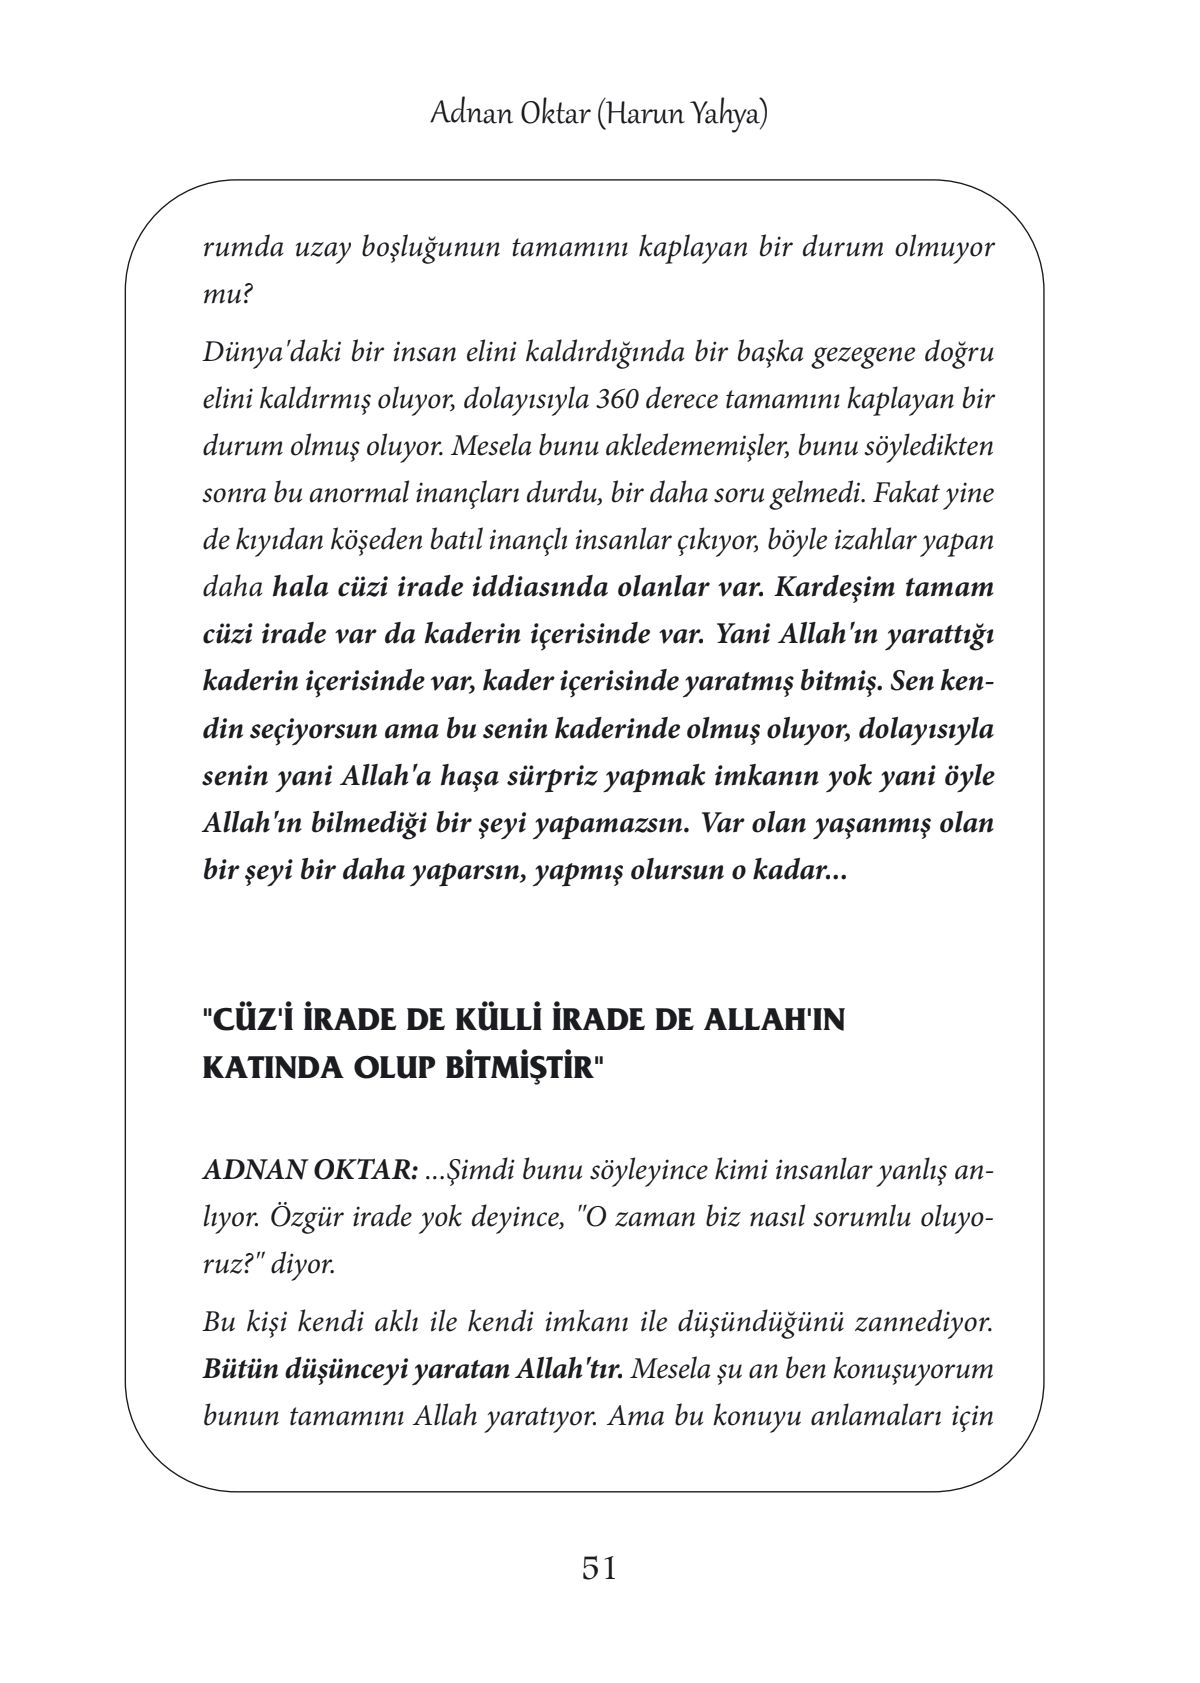 Adnan Oktar (Harun Yahya)
rumda uzay boşluğunun tamamını kaplayan bir durum olmuyor
mu?
Dünya'daki bir insan elini kaldırdığında bir başka gezegene doğru
elini kaldırmış oluyor, dolayısıyla 360 derece tamamını kaplayan bir
durum olmuş oluyor. Mesela bunu akledememişler, bunu söyledikten
sonra bu anormal inançları durdu, bir daha soru gelmedi. Fakat yine
de kıyıdan köşeden batıl inançlı insanlar çıkıyor, böyle izahlar yapan
daha hala cüzi irade iddiasında olanlar var. Kardeşim tamam
cüzi irade var da kaderin içerisinde var. Yani Allah'ın yarattığı
kaderin içerisinde var, kader içerisinde yaratmış bitmiş. Sen ken-
din seçiyorsun ama bu senin kaderinde olmuş oluyor, dolayısıyla
senin yani Allah'a haşa sürpriz yapmak imkanın yok yani öyle
Allah'ın bilmediği bir şeyi yapamazsın. Var olan yaşanmış olan
bir şeyi bir daha yaparsın, yapmış olursun o kadar...
"CÜZ'İ İRADE DE KÜLLİ İRADE DE ALLAH'IN
KATINDA OLUP BİTMİŞTİR"
ADNAN OKTAR: ...Şimdi bunu söyleyince kimi insanlar yanlış an-
lıyor. Özgür irade yok deyince, "O zaman biz nasıl sorumlu oluyo-
ruz?" diyor.
Bu kişi kendi aklı ile kendi imkanı ile düşündüğünü zannediyor.
Bütün düşünceyi yaratan Allah'tır. Mesela şu an ben konuşuyorum
bunun tamamını Allah yaratıyor. Ama bu konuyu anlamaları için
51